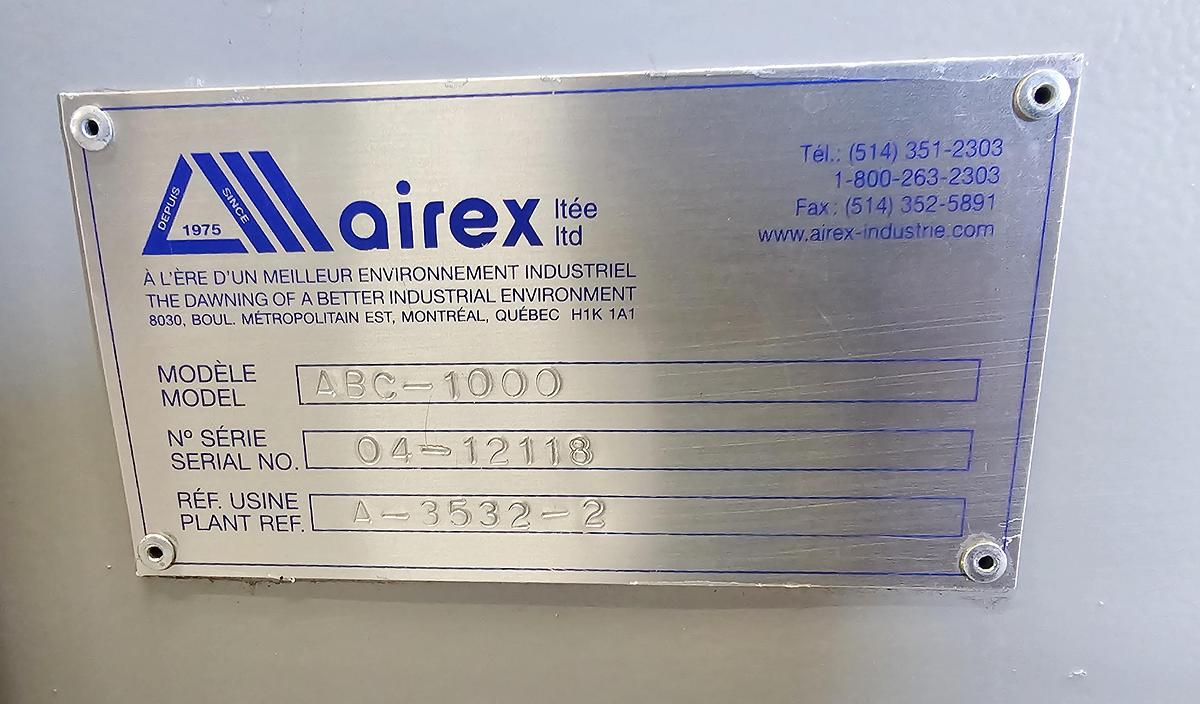 DEPUIS 1975 SINCE
airex ltée
ltd
Tél.: (514) 351-2303
1-800-263-2303
Fax : (514) 352-5891
www.airex-industrie.com
À L'ÈRE D'UN MEILLEUR ENVIRONNEMENT INDUSTRIEL
THE DAWNING OF A BETTER INDUSTRIAL ENVIRONMENT
8030, BOUL. MÉTROPOLITAIN EST, MONTRÉAL, QUÉBEC H1K 1A1
MODÈLE
MODEL
ABC-1000
Nº SÉRIE
SERIAL NO.
04-12118
RÉF. USINE
PLANT REF.
A-3532-2